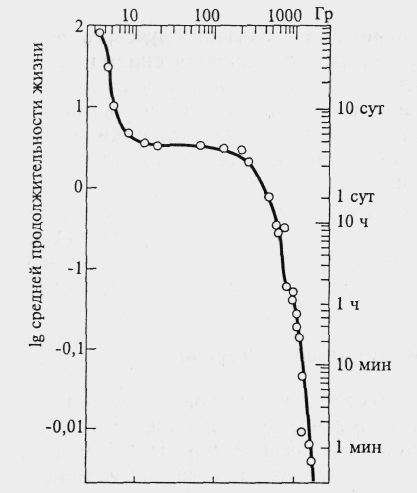 10 100 1000 Гр
2
1
0
-1
-0,1
-0,01
lg средней продолжительности жизни
10 сут
1 сут
10 ч
1 ч
10 мин
1 мин